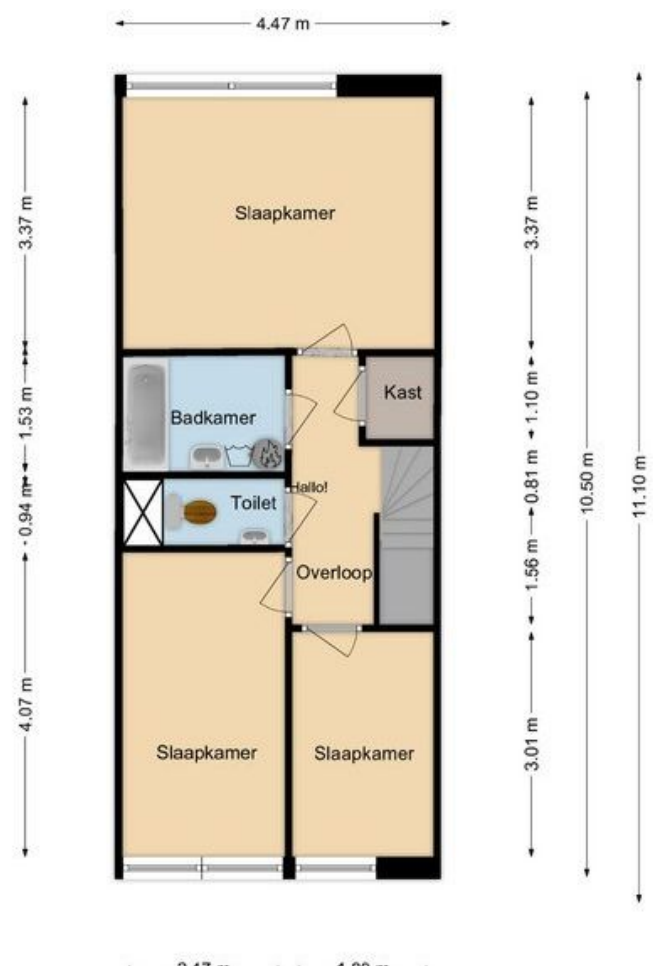 4.47 m
Slaapkamer
3.37 m
3.37 m
Kast
1.10 m
Badkamer
1.53 m
Toilet
Hallo!
0.94 m
0.81 m
10.50 m
11.10 m
Overloop
1.56 m
4.07 m
Slaapkamer
Slaapkamer
3.01 m